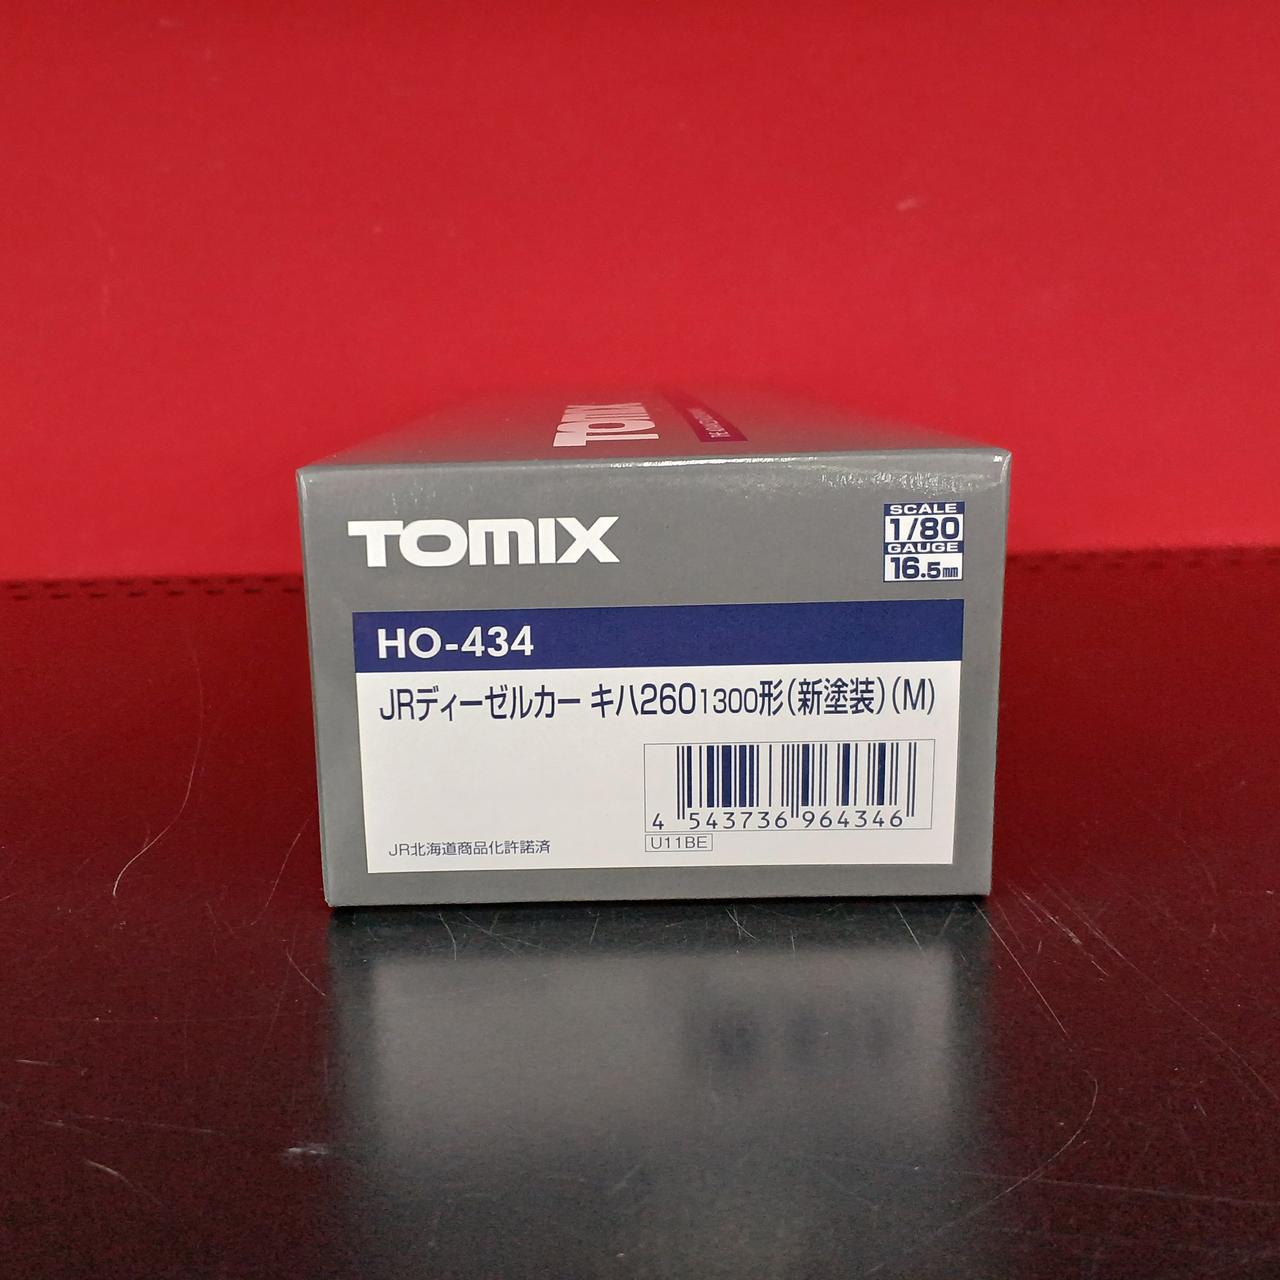 TOMIX
TOMIX
SCALE
1/80
GAUGE
16.5mm
HO-434
JRディーゼルカー キハ260 1300形(新塗装)(M)
4 543736 964346
U11BE
JR北海道商品化許諾済